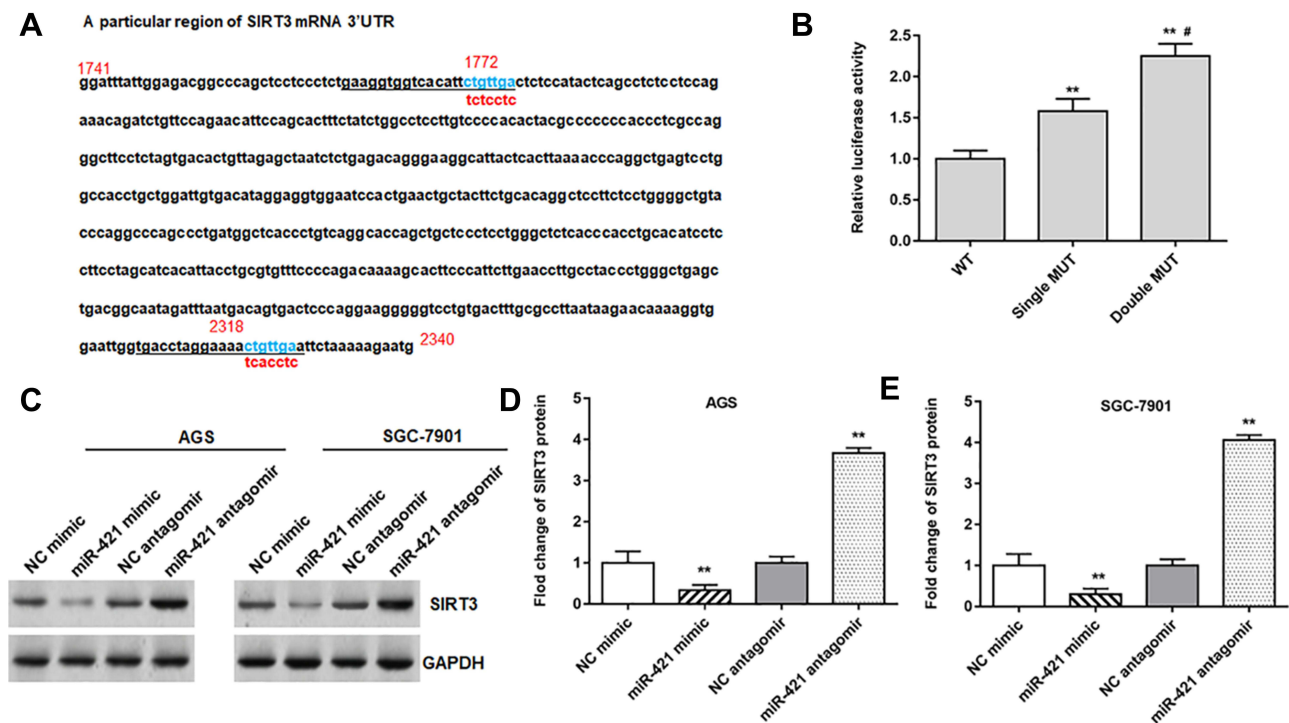 A
A particular region of SIRT3 mRNA 3'UTR
1741
1772
ggatttattggagacggcccagctcctccctctgaaggtggtcacattctgttgactctccatactcagcctctcctccag
tctcctc
aaacagatctgttccagaacattccagcactttctatctggcctccttgtccccacactacgcccccccaccctcgccag
ggcttcctctagtgacactgttagagctaatctctgagacagggaaggcattactcacttaaaacccaggctgagtcctg
gccacctgctggattgtgacataggaggtggaatccactgaactgctacttctgcacaggctccttctcctggggctgta
cccaggcccagccctgatggctcaccctgtcaggcaccagctgctccctcctgggctctcacccacctgcacatcctc
cttcctagcatcacattacctgcgtgtttccccagacaaaagcacttcccattcttgaaccttgcctaccctgggctgagc
tgacggcaatagatttaatgacagtgactcccaggaagggggtcctgtgactttgcgccttaataagaacaaaaggtg
2318
gaattggtgacctaggaaaactgttgaattctaaaaagaatg
2340
tcacctc
B
Relative luciferase activity
2.5
2.0
1.5
1.0
0.5
0.0
**
** #
WT
Single MUT
Double MUT
C
AGS
SGC-7901
NC mimic
miR-421 mimic
NC antagomir
miR-421 antagomir
NC mimic
miR-421 mimic
NC antagomir
miR-421 antagomir
SIRT3
GAPDH
D
AGS
Flod change of SIRT3 protein
5
4
3
2
1
0
**
**
NC mimic
miR-421 mimic
NC antagomir
miR-421 antagomir
E
SGC-7901
Fold change of SIRT3 protein
5
4
3
2
1
0
**
**
NC mimic
miR-421 mimic
NC antagomir
miR-421 antagomir